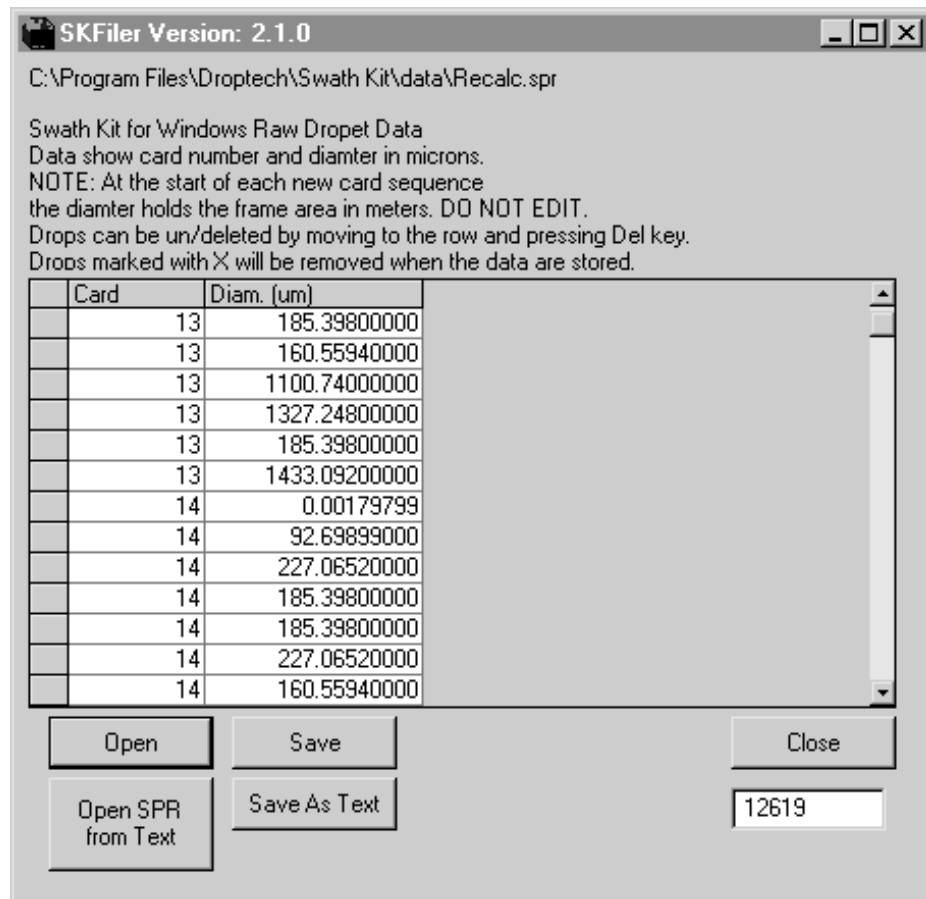 SKFiler Version: 2.1.0
C:\Program Files\Droptech\Swath Kit\data\Recalc.spr
Swath Kit for Windows Raw Dropet Data
Data show card number and diamter in microns.
NOTE: At the start of each new card sequence
the diamter holds the frame area in meters. DO NOT EDIT.
Drops can be un/deleted by moving to the row and pressing Del key.
Drops marked with X will be removed when the data are stored.
Card Diam. (um)
13 185.39800000
13 160.55940000
13 1100.74000000
13 1327.24800000
13 185.39800000
13 1433.09200000
14 0.00179799
14 92.69899000
14 227.06520000
14 185.39800000
14 185.39800000
14 227.06520000
14 160.55940000
Open Save Close
Open SPR
from Text
Save As Text
12619